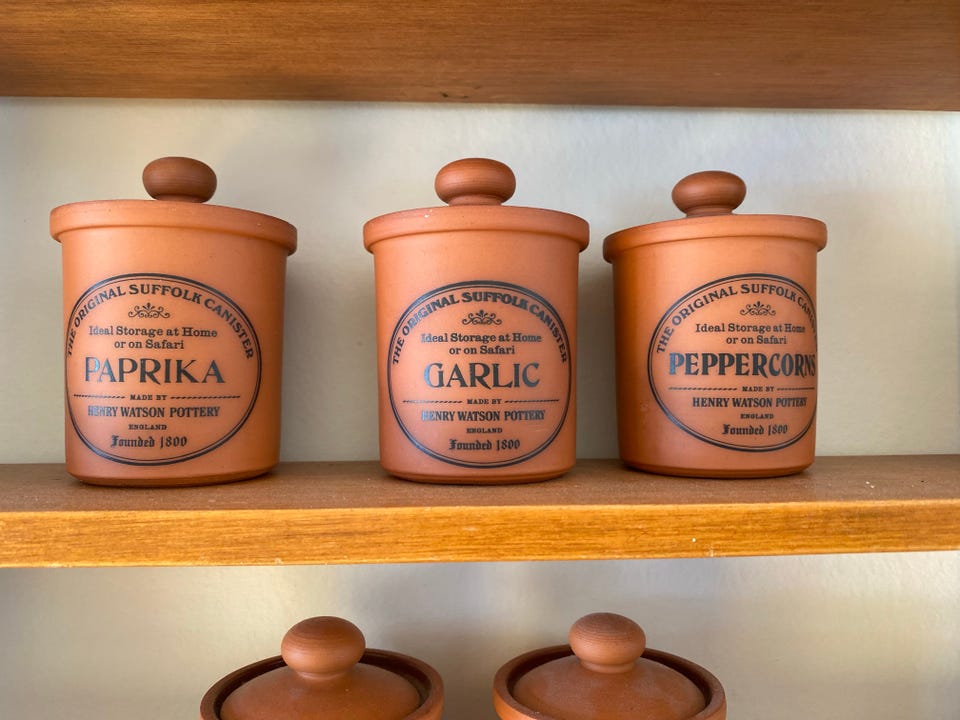 THE ORIGINAL SUFFOLK CANISTER
Ideal Storage at Home
or on Safari
PAPRIKA
MADE BY
HENRY WATSON POTTERY
ENGLAND
Founded 1800
THE ORIGINAL SUFFOLK CANISTER
Ideal Storage at Home
or on Safari
GARLIC
MADE BY
HENRY WATSON POTTERY
ENGLAND
Founded 1800
THE ORIGINAL SUFFOLK CANISTER
Ideal Storage at Home
or on Safari
PEPPERCORNS
MADE BY
HENRY WATSON POTTERY
ENGLAND
Founded 1800